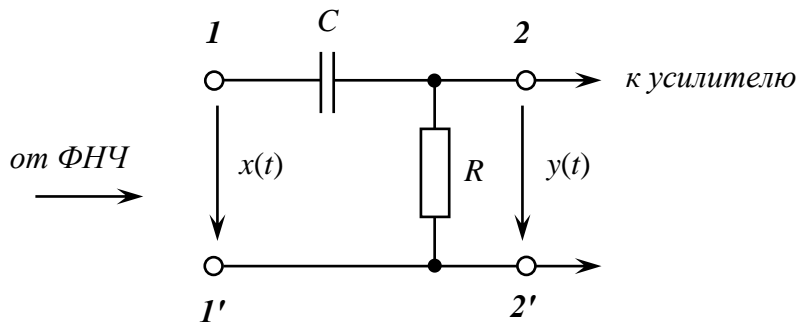 C
1
2
к усилителю
от ФНЧ
x(t)
R
y(t)
1'
2'